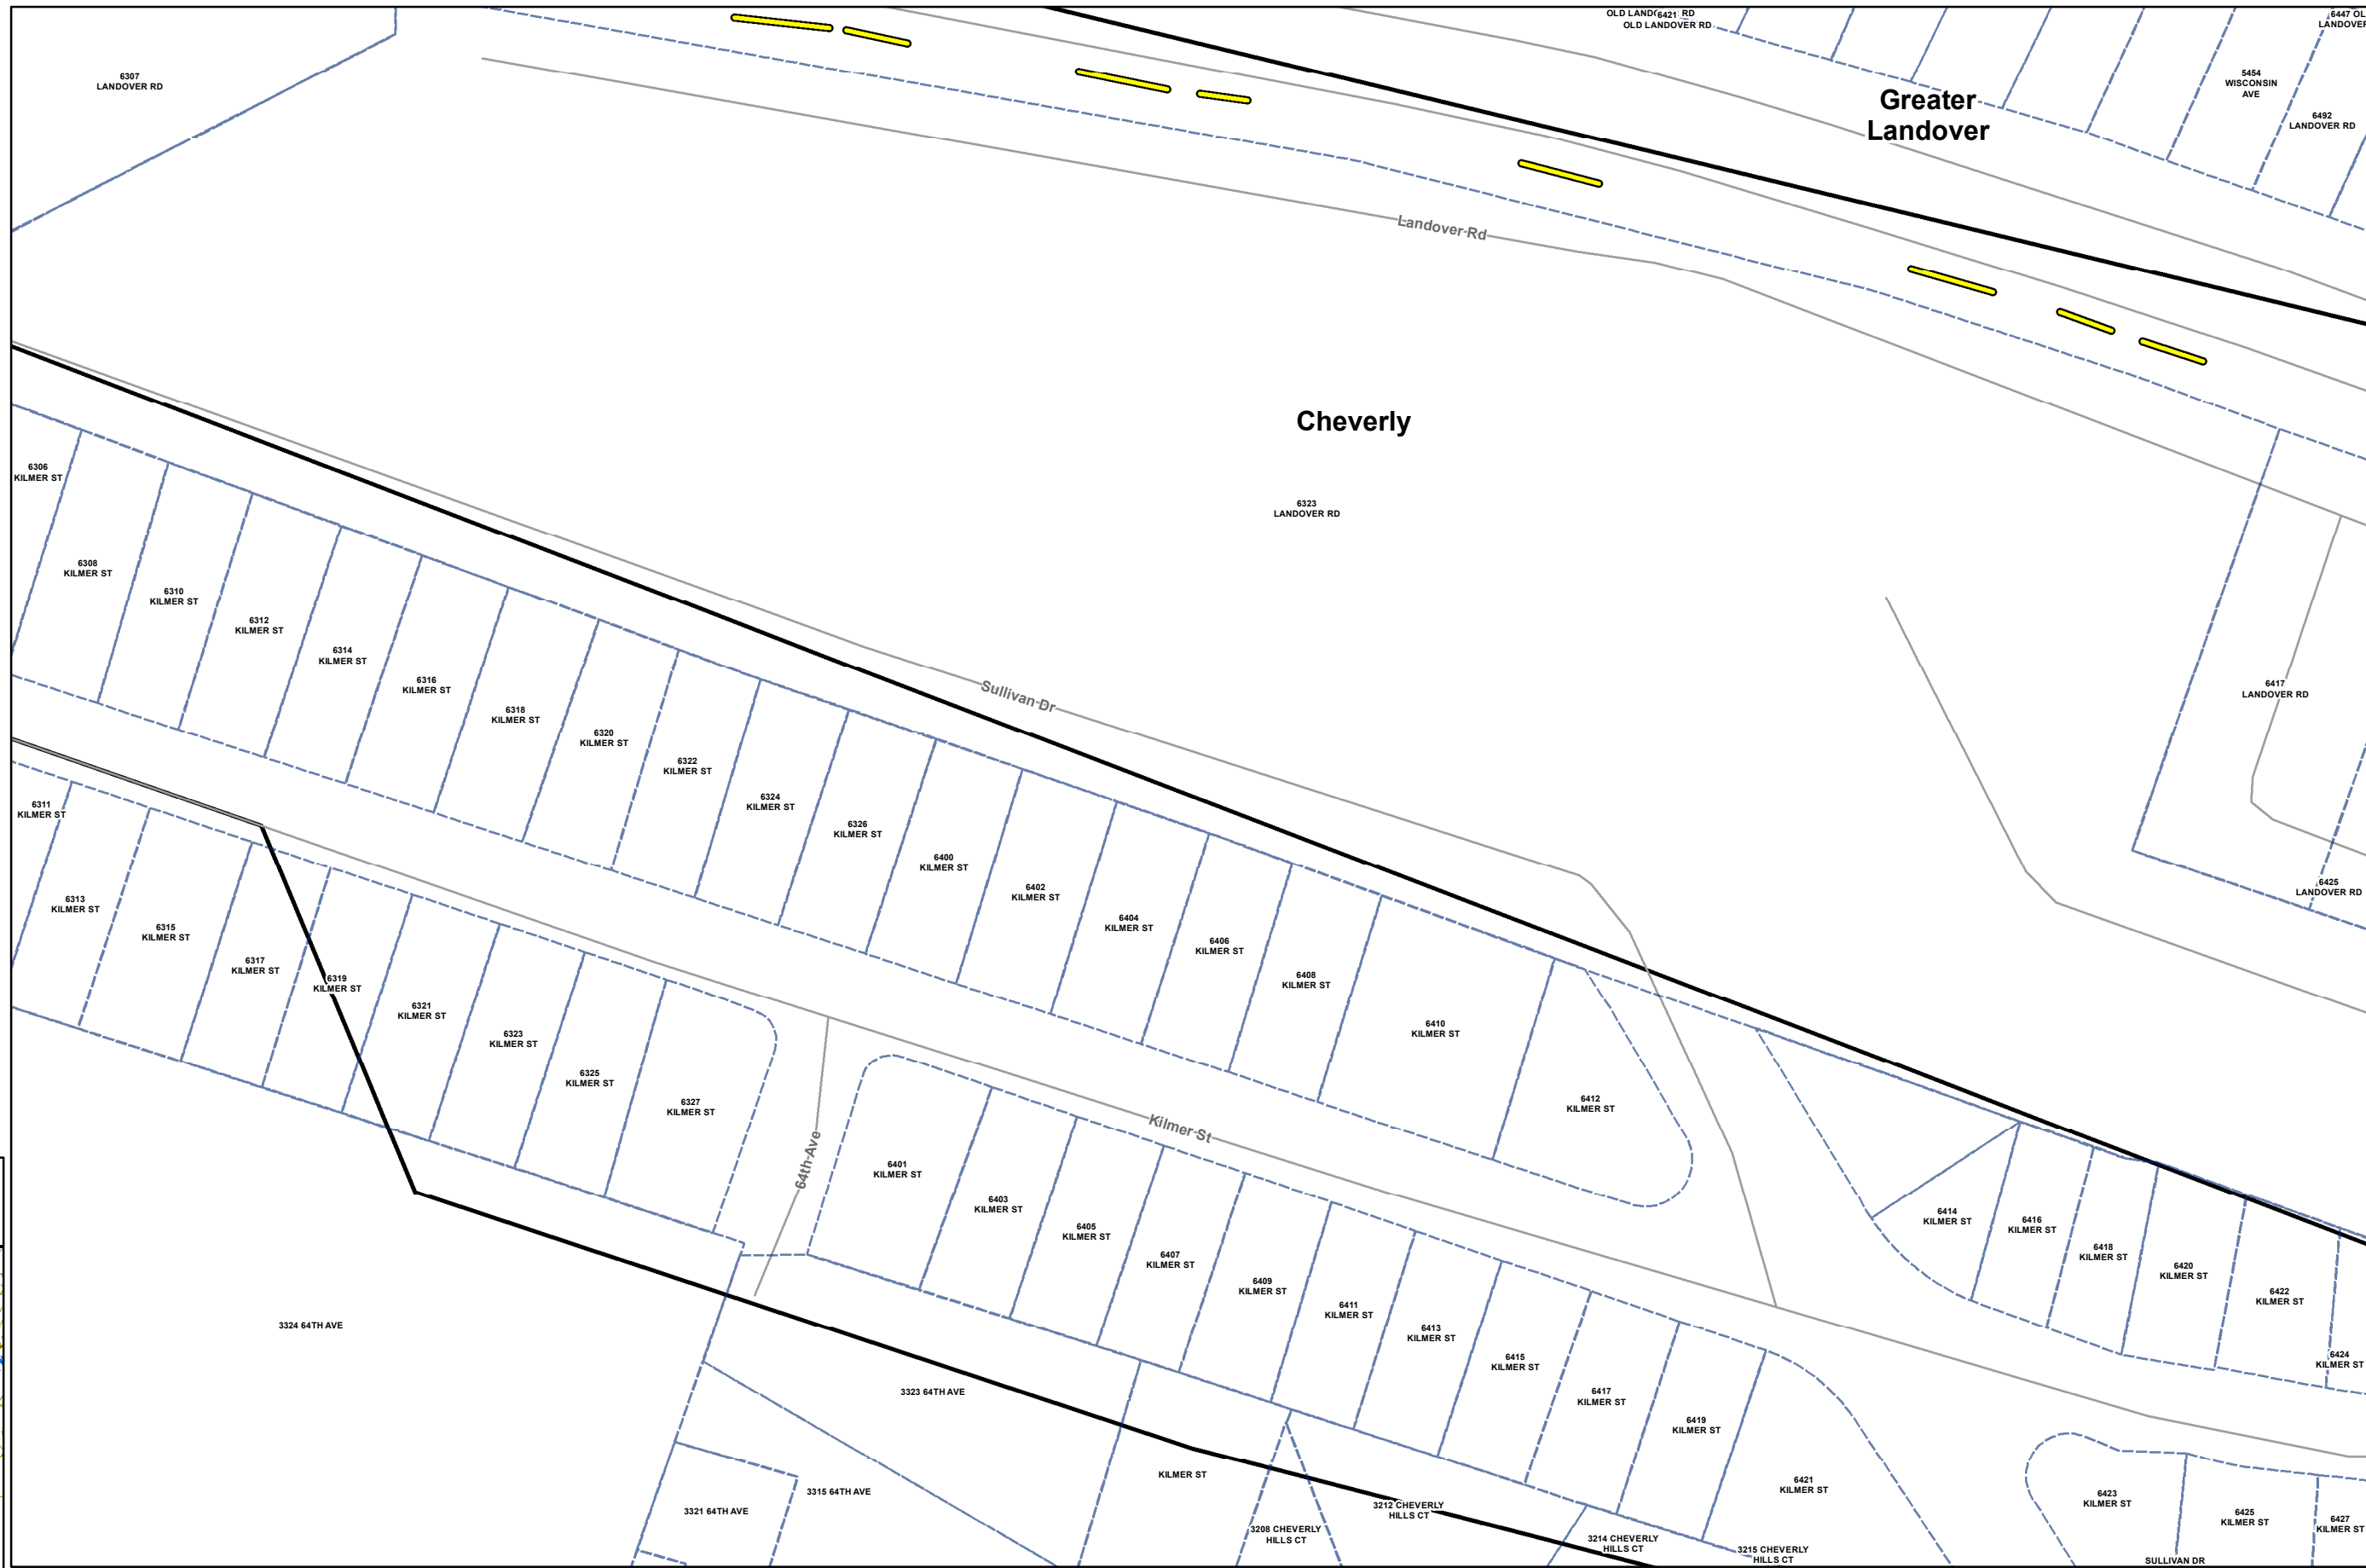 OLD LANDOVER RD
6421
OLD LANDOVER RD
6447 OL
LANDOVER
6307
LANDOVER RD
5454
WISCONSIN
AVE
Greater
Landover
6492
LANDOVER RD
Landover Rd
Cheverly
6323
LANDOVER RD
6306
KILMER ST
6308
KILMER ST
6310
KILMER ST
6312
KILMER ST
6314
KILMER ST
6316
KILMER ST
6318
KILMER ST
6320
KILMER ST
6322
KILMER ST
6324
KILMER ST
6326
KILMER ST
6400
KILMER ST
6402
KILMER ST
6404
KILMER ST
6406
KILMER ST
6408
KILMER ST
6410
KILMER ST
6412
KILMER ST
Sullivan Dr
6417
LANDOVER RD
6425
LANDOVER RD
6311
KILMER ST
6313
KILMER ST
6315
KILMER ST
6317
KILMER ST
6319
KILMER ST
6321
KILMER ST
6323
KILMER ST
6325
KILMER ST
6327
KILMER ST
64th Ave
Kilmer St
6401
KILMER ST
6403
KILMER ST
6405
KILMER ST
6407
KILMER ST
6409
KILMER ST
6411
KILMER ST
6413
KILMER ST
6415
KILMER ST
6417
KILMER ST
6419
KILMER ST
6421
KILMER ST
6414
KILMER ST
6416
KILMER ST
6418
KILMER ST
6420
KILMER ST
6422
KILMER ST
6424
KILMER ST
3324 64TH AVE
3323 64TH AVE
3315 64TH AVE
3321 64TH AVE
KILMER ST
3208 CHEVERLY
HILLS CT
3212 CHEVERLY
HILLS CT
3214 CHEVERLY
HILLS CT
3215 CHEVERLY
HILLS CT
6423
KILMER ST
6425
KILMER ST
6427
KILMER ST
SULLIVAN DR